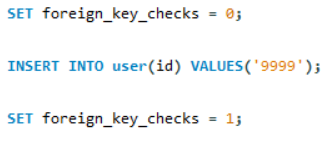 SET foreign_key_checks = 0;
INSERT INTO user(id) VALUES('9999');
SET foreign_key_checks = 1;